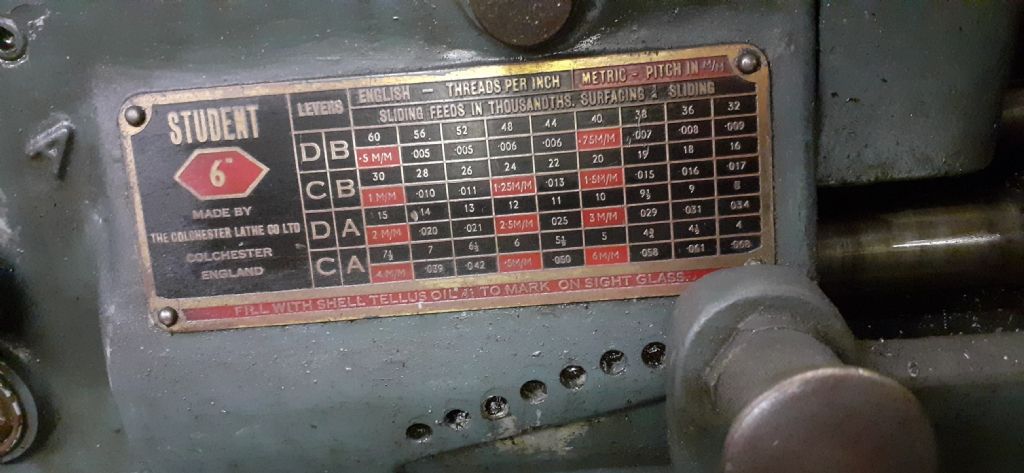 STUDENT
6"
MADE BY
THE COLCHESTER LATHE CO LTD
COLCHESTER
ENGLAND
LEVERS
ENGLISH — THREADS PER INCH METRIC - PITCH IN M/M
SLIDING FEEDS IN THOUSANDTHS. SURFACING ½ SLIDING
D B
60 56 52 48 44 40 38 36 32
·5 M/M ·005 ·005 ·006 ·006 ·75M/M ·007 ·008 ·009
C B
30 28 26 24 22 20 19 18 16
1 M/M ·010 ·011 1·25M/M ·013 1·5M/M ·015 ·016 ·017
D A
15 14 13 12 11 10 9½ 9 8
2 M/M ·020 ·021 2·5M/M ·025 3 M/M ·029 ·031 ·034
C A
7½ 7 6½ 6 5½ 5 4¾ 4½ 4
4 M/M ·039 ·042 ·5M/M ·050 6 M/M ·058 ·061 ·068
FILL WITH SHELL TELLUS OIL TO MARK ON SIGHT GLASS.
A